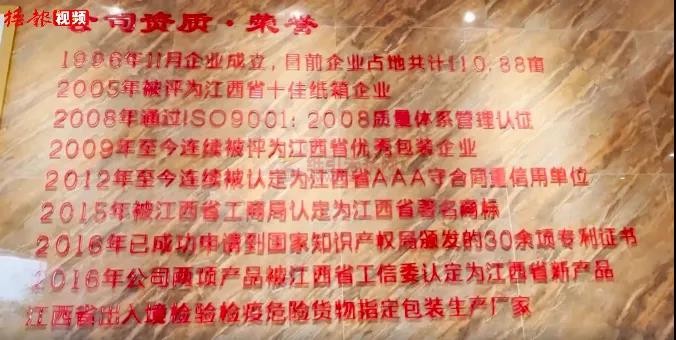 播报视频
公司资质·荣誉
1996年11月企业成立，目前企业占地共计110.88亩
2005年被评为江西省十佳纸箱企业
2008年通过ISO9001：2008质量体系管理认证
2009年至今连续被评为江西省优秀包装企业
2012年至今连续被认定为江西省AAA守合同重信用单位
2015年被江西省工商局认定为江西省著名商标
2016年已成功申请到国家知识产权局颁发的30余项专利证书
2016年公司两项产品被江西省工信委认定为江西省新产品
江西省出入境检验检疫危险货物指定包装生产厂家